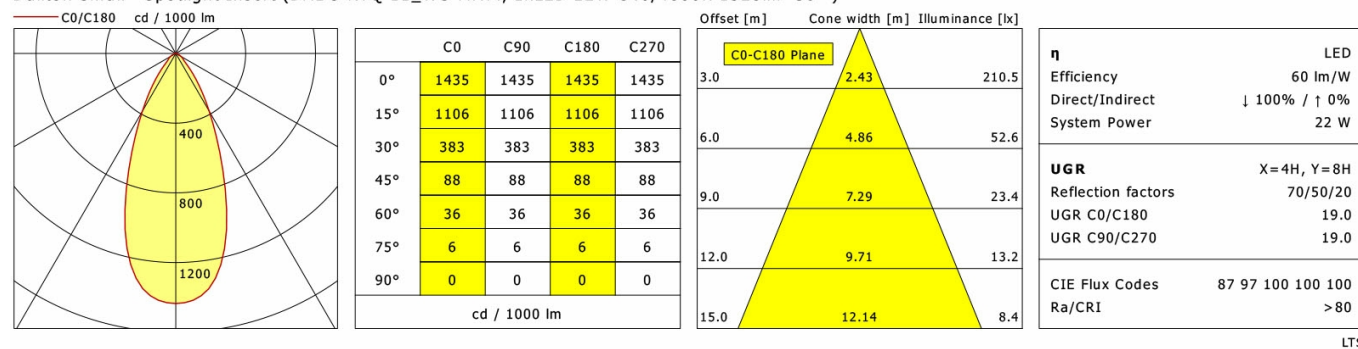 C0/C180 cd / 1000 lm
400
800
1200
C0 C90 C180 C270
0° 1435 1435 1435 1435
15° 1106 1106 1106 1106
30° 383 383 383 383
45° 88 88 88 88
60° 36 36 36 36
75° 6 6 6 6
90° 0 0 0 0
cd / 1000 lm
Offset [m] Cone width [m] Illuminance [lx]
C0-C180 Plane
3.0 2.43 210.5
6.0 4.86 52.6
9.0 7.29 23.4
12.0 9.71 13.2
15.0 12.14 8.4
η LED
Efficiency 60 lm/W
Direct/Indirect ↓ 100% / ↑ 0%
System Power 22 W
UGR X=4H, Y=8H
Reflection factors 70/50/20
UGR C0/C180 19.0
UGR C90/C270 19.0
CIE Flux Codes 87 97 100 100 100
Ra/CRI >80